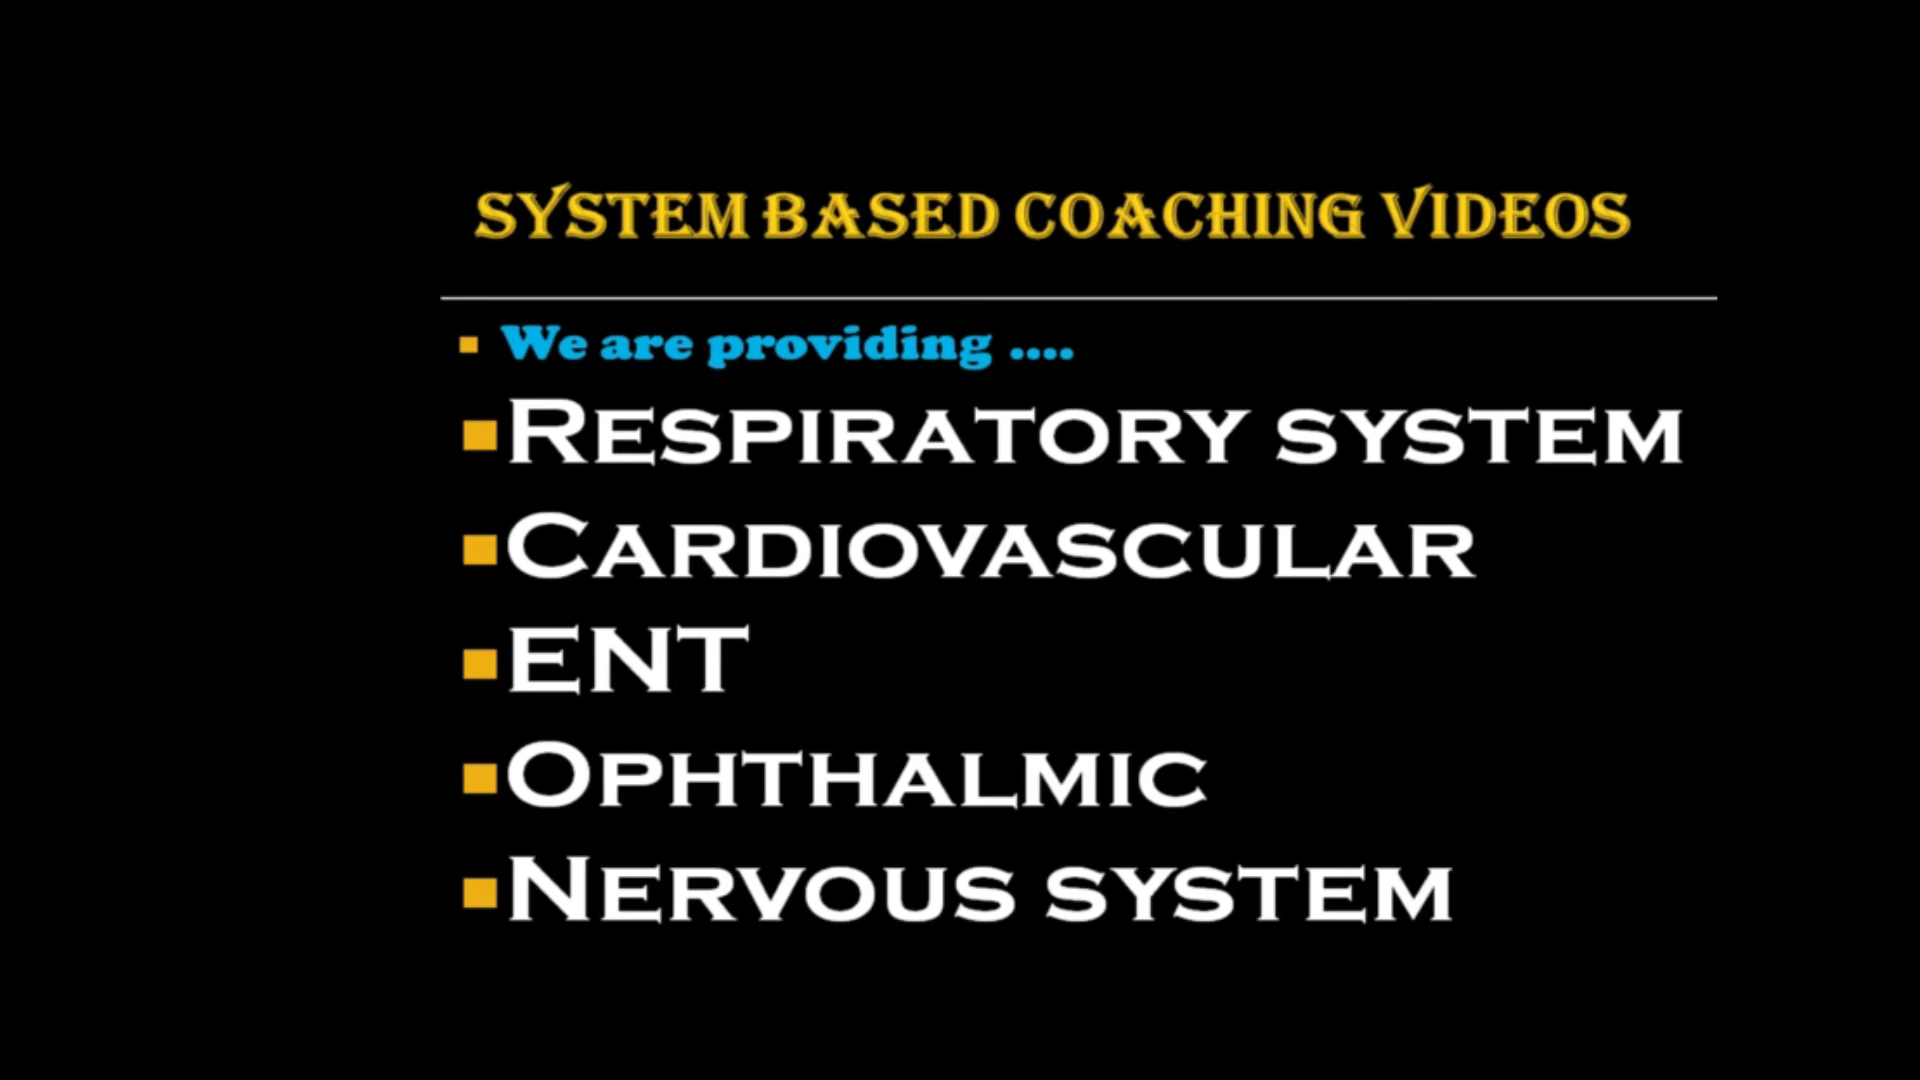 SYSTEM BASED COACHING VIDEOS
We are providing ....
RESPIRATORY SYSTEM
CARDIOVASCULAR
ENT
OPHTHALMIC
NERVOUS SYSTEM